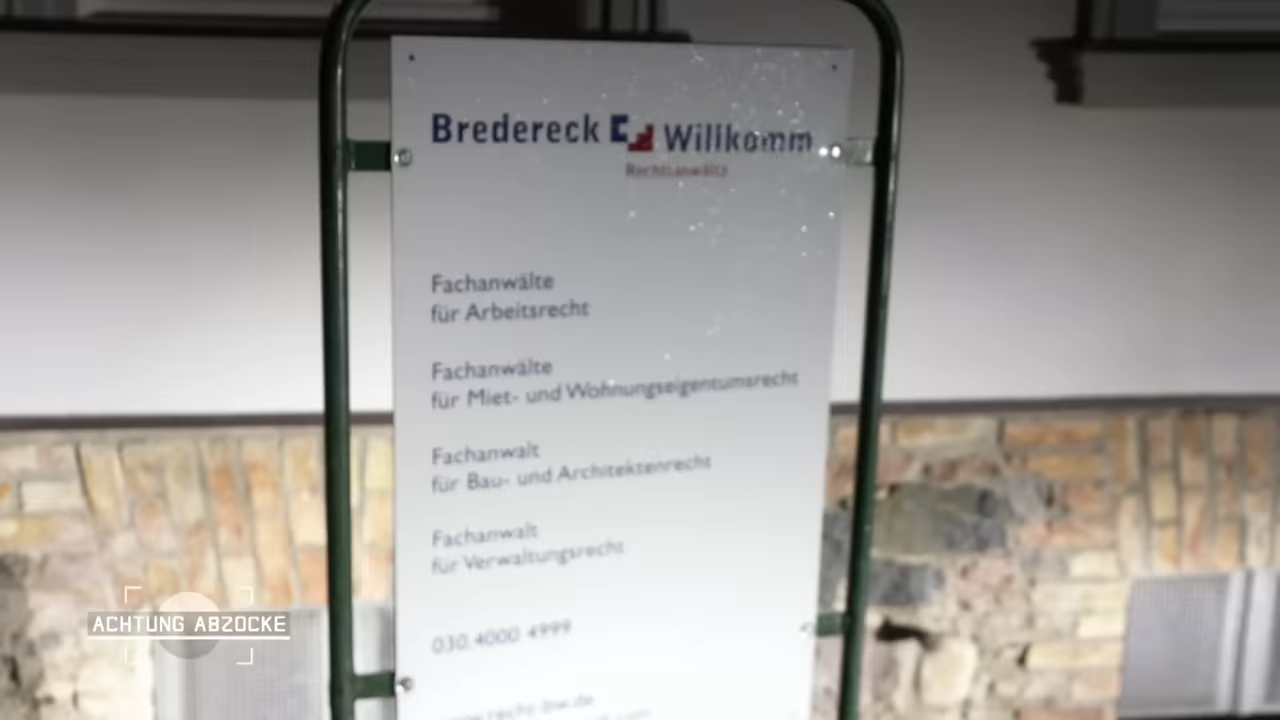 Bredereck Willkomm
Rechtsanwälte
Fachanwälte
für Arbeitsrecht
Fachanwälte
für Miet- und Wohnungseigentumsrecht
Fachanwalt
für Bau- und Architektenrecht
Fachanwalt
für Verwaltungsrecht
030.4000 4999
ACHTUNG ABZOCKE